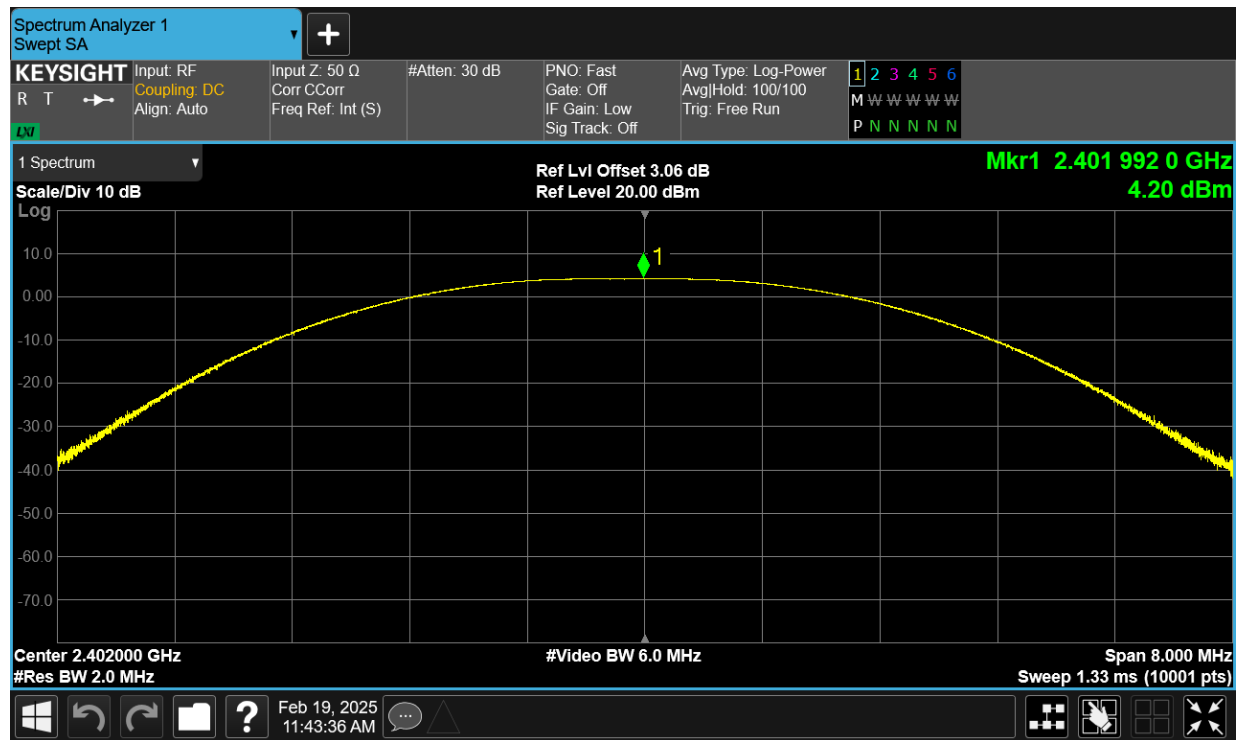 Spectrum Analyzer 1
Swept SA
KEYSIGHT
R T
LXI
Input: RF
Coupling: DC
Align: Auto
Input Z: 50 Ω
Corr CCorr
Freq Ref: Int (S)
#Atten: 30 dB
PNO: Fast
Gate: Off
IF Gain: Low
Sig Track: Off
Avg Type: Log-Power
Avg|Hold: 100/100
Trig: Free Run
1 2 3 4 5 6
M W W W W W
P N N N N N
1 Spectrum
Scale/Div 10 dB
Ref Lvl Offset 3.06 dB
Ref Level 20.00 dBm
Mkr1 2.401 992 0 GHz
4.20 dBm
Log
10.0
0.00
-10.0
-20.0
-30.0
-40.0
-50.0
-60.0
-70.0
1
Center 2.402000 GHz
#Res BW 2.0 MHz
#Video BW 6.0 MHz
Span 8.000 MHz
Sweep 1.33 ms (10001 pts)
?
Feb 19, 2025
11:43:36 AM